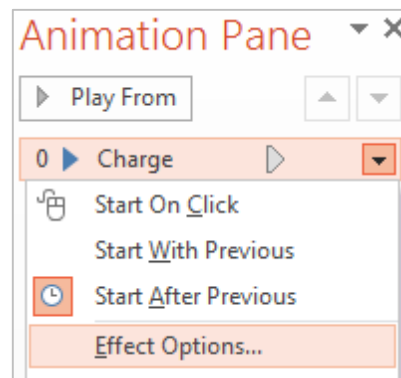 Animation Pane
Play From
0 Charge
Start On Click
Start With Previous
Start After Previous
Effect Options...